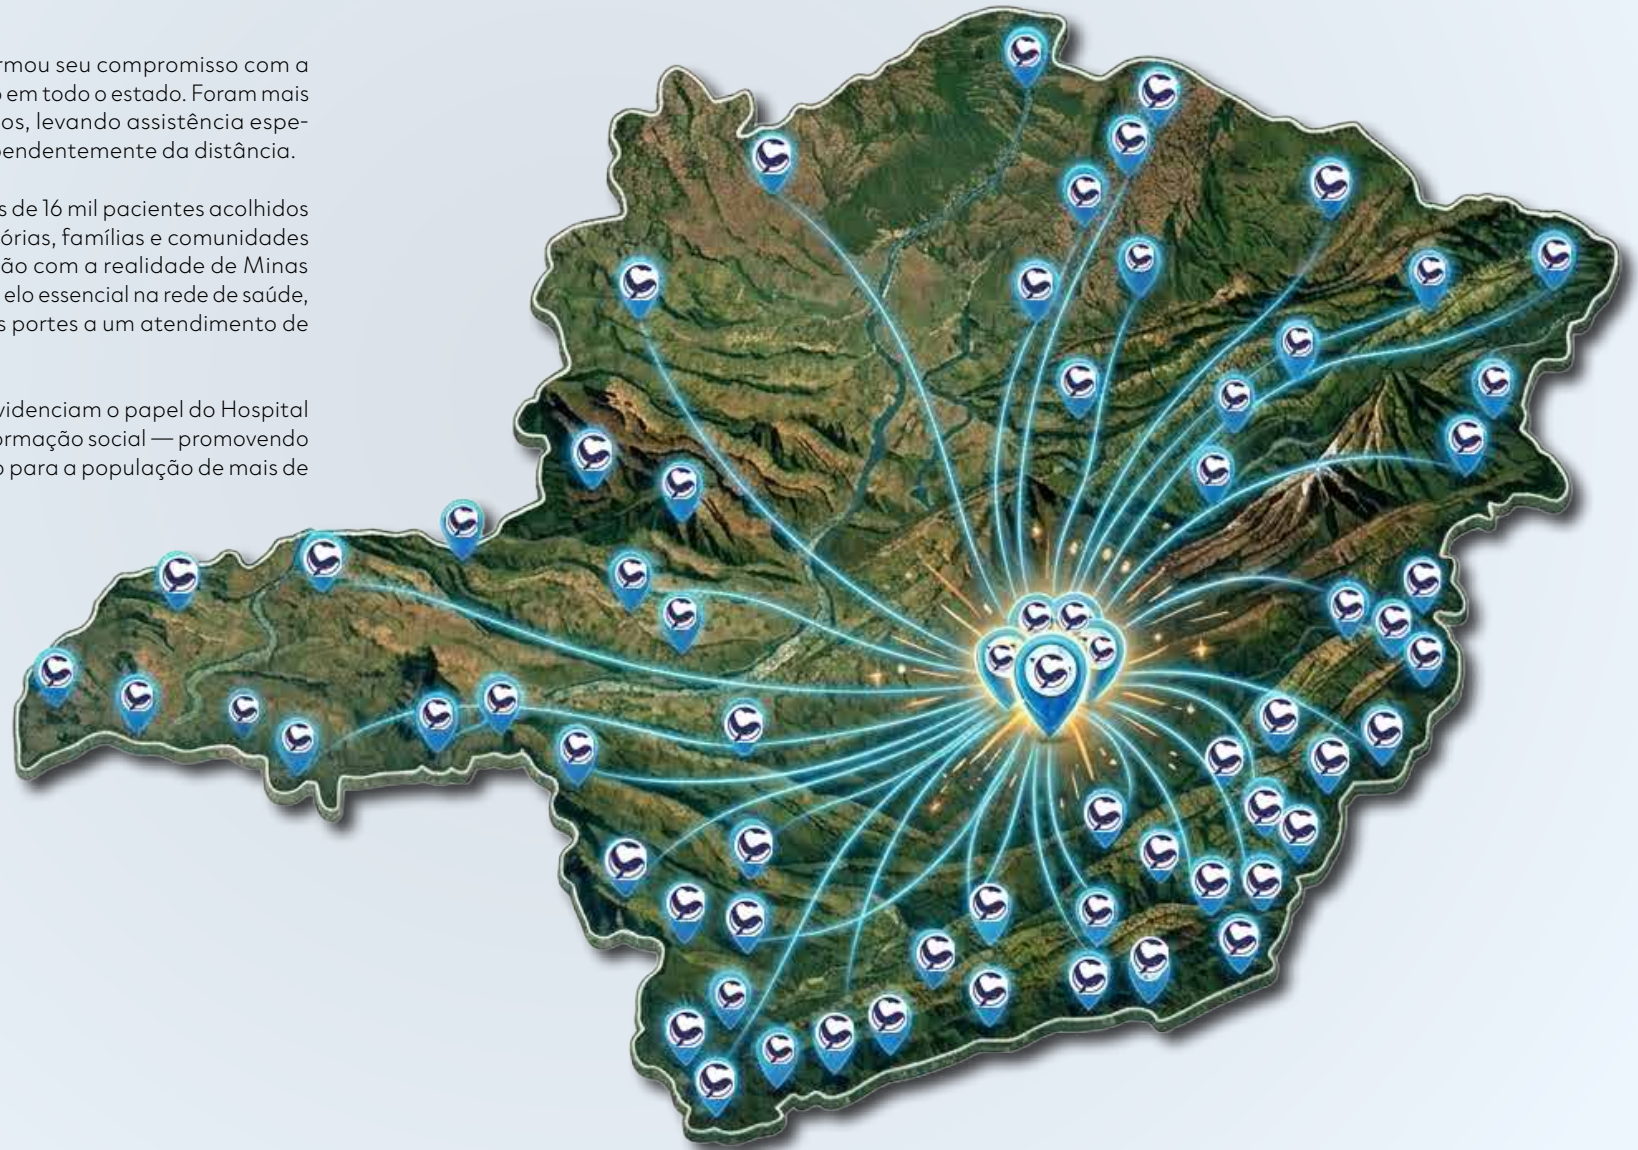 rmou seu compromisso com a
o em todo o estado. Foram mais
os, levando assistência espe-
pendentemente da distância.
s de 16 mil pacientes acolhidos
órias, famílias e comunidades
ão com a realidade de Minas
elo essencial na rede de saúde,
s portes a um atendimento de
videnciam o papel do Hospital
ormação social — promovendo
o para a população de mais de